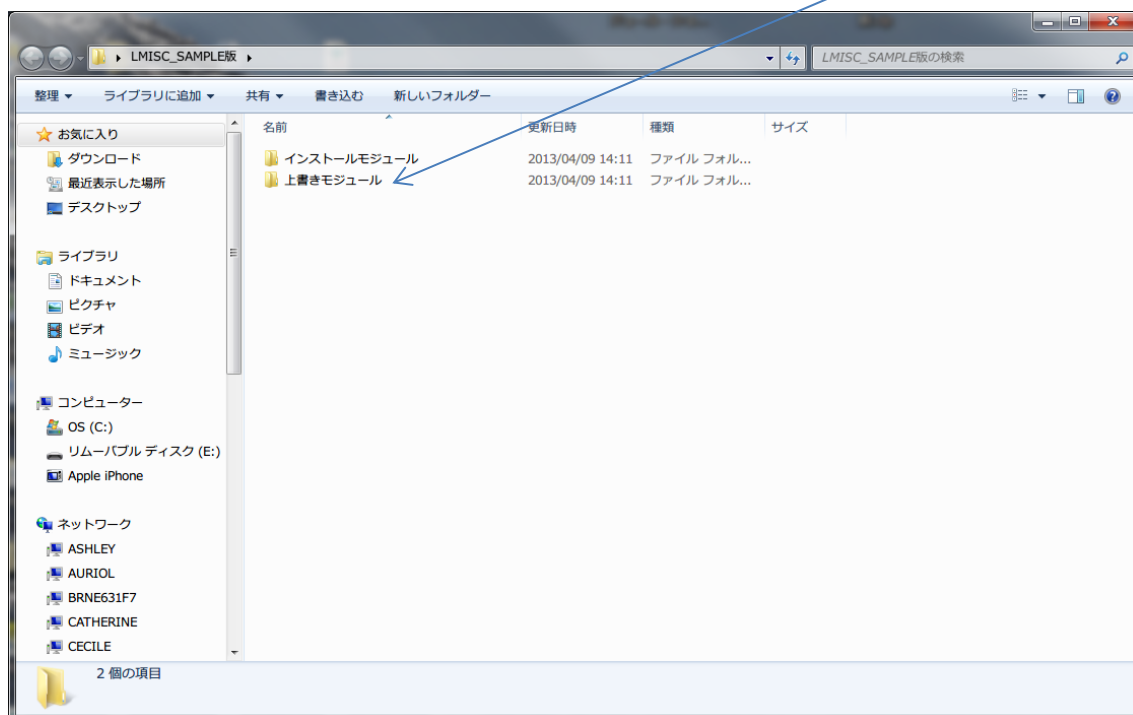 LMISC_SAMPLE版
LMISC_SAMPLE版の検索
整理 ライブラリに追加 共有 書き込む 新しいフォルダー
名前 更新日時 種類 サイズ
お気に入り
ダウンロード
最近表示した場所
デスクトップ
ライブラリ
ドキュメント
ピクチャ
ビデオ
ミュージック
コンピューター
OS (C:)
リムーバブル ディスク (E:)
Apple iPhone
ネットワーク
ASHLEY
AURIOL
BRNE631F7
CATHERINE
CECILE
インストールモジュール 2013/04/09 14:11 ファイル フォル...
上書きモジュール 2013/04/09 14:11 ファイル フォル...
2 個の項目